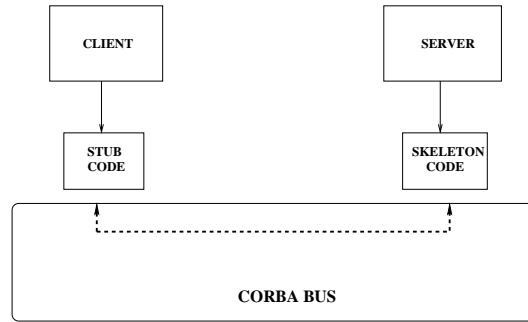 CLIENT
SERVER
STUB
CODE
SKELETON
CODE
CORBA BUS